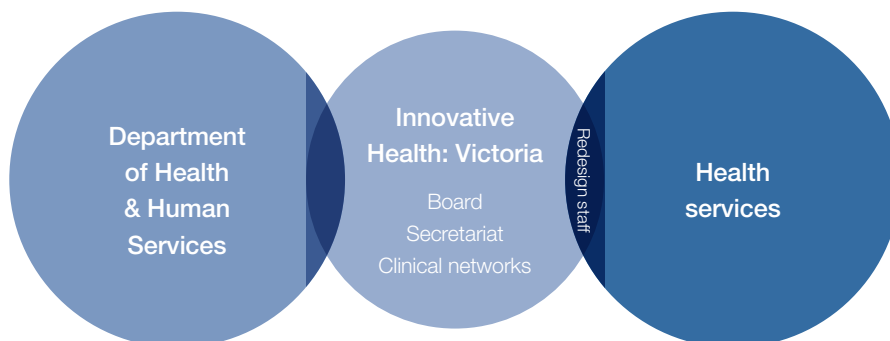 Department
of Health
& Human
Services
Innovative
Health: Victoria
Board
Secretariat
Clinical networks
Redesign staff
Health
services